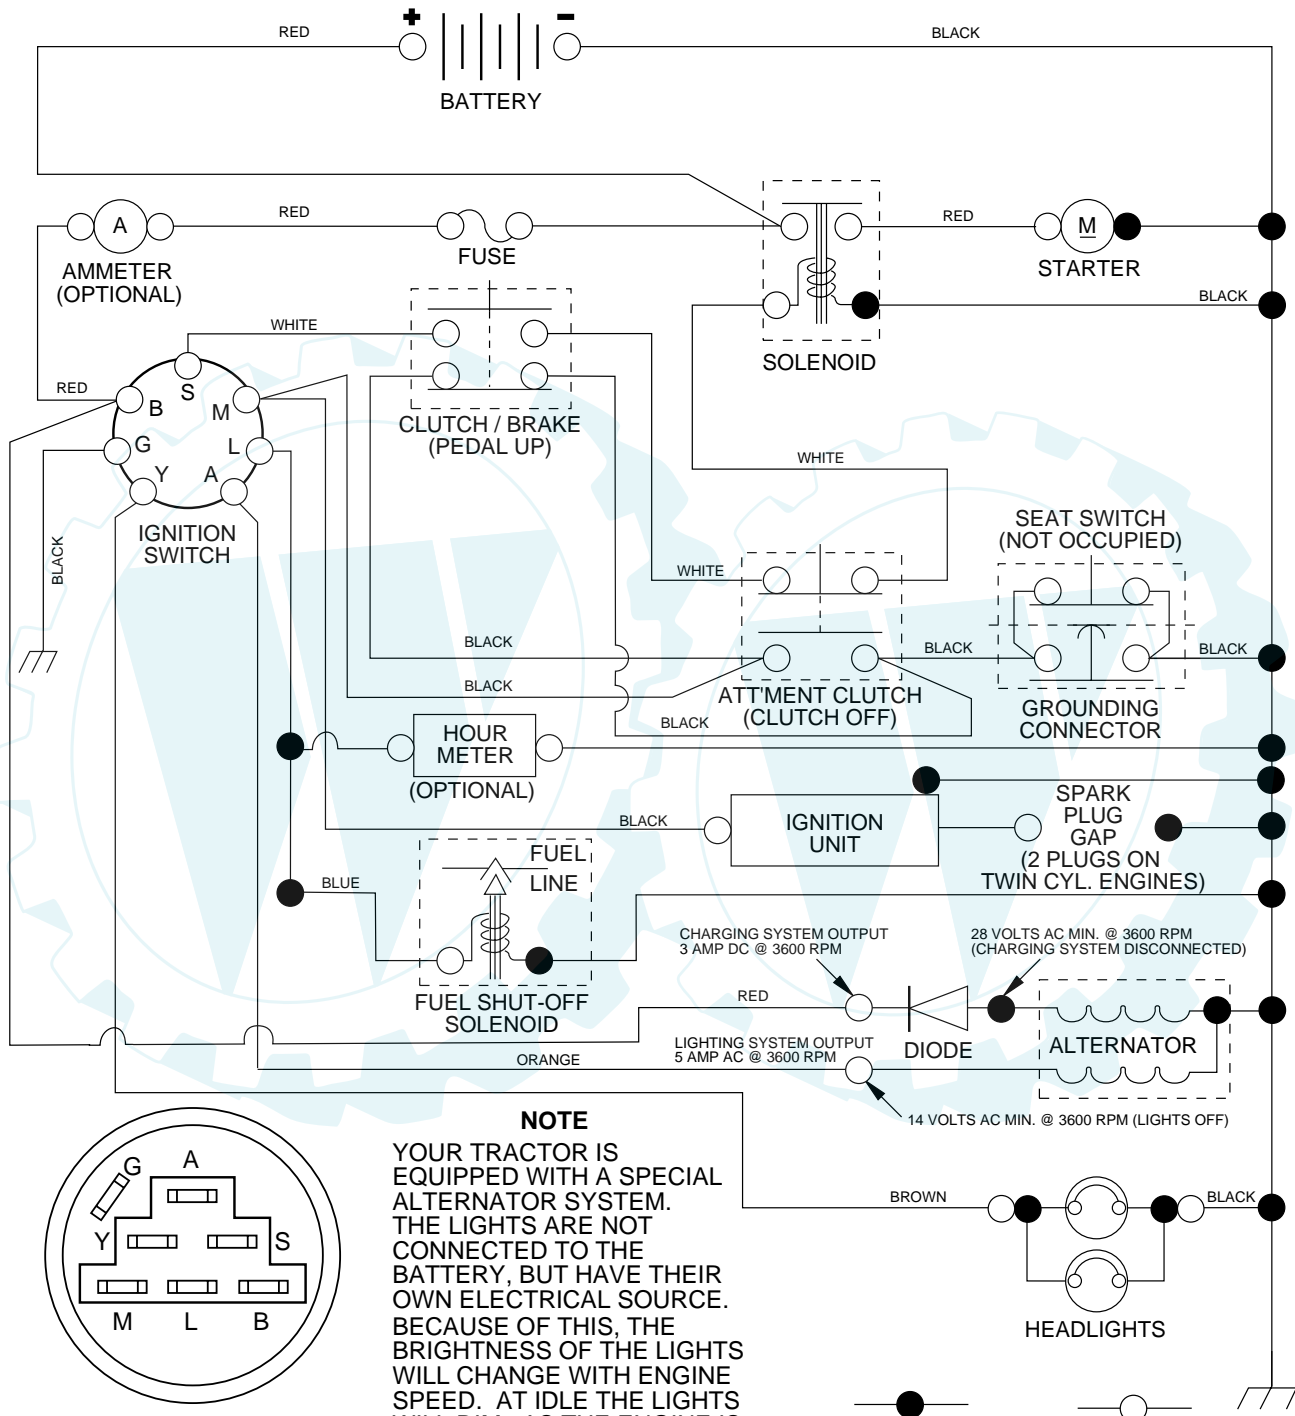 + −
RED
BLACK
BATTERY
A
RED
FUSE
RED
M
STARTER
AMMETER
(OPTIONAL)
BLACK
SOLENOID
WHITE
CLUTCH / BRAKE
(PEDAL UP)
RED
S
B
M
G
L
Y
A
IGNITION
SWITCH
BLACK
WHITE
SEAT SWITCH
(NOT OCCUPIED)
WHITE
BLACK
BLACK
BLACK
BLACK
ATT'MENT CLUTCH
(CLUTCH OFF)
GROUNDING
CONNECTOR
BLACK
HOUR
METER
(OPTIONAL)
BLACK
IGNITION
UNIT
SPARK
PLUG
GAP
(2 PLUGS ON
TWIN CYL. ENGINES)
FUEL
LINE
BLUE
FUEL SHUT-OFF
SOLENOID
CHARGING SYSTEM OUTPUT
3 AMP DC @ 3600 RPM
28 VOLTS AC MIN. @ 3600 RPM
(CHARGING SYSTEM DISCONNECTED)
RED
DIODE
ALTERNATOR
LIGHTING SYSTEM OUTPUT
5 AMP AC @ 3600 RPM
ORANGE
14 VOLTS AC MIN. @ 3600 RPM (LIGHTS OFF)
BROWN
BLACK
HEADLIGHTS
G
A
Y
S
M
L
B
NOTE
YOUR TRACTOR IS
EQUIPPED WITH A SPECIAL
ALTERNATOR SYSTEM.
THE LIGHTS ARE NOT
CONNECTED TO THE
BATTERY, BUT HAVE THEIR
OWN ELECTRICAL SOURCE.
BECAUSE OF THIS, THE
BRIGHTNESS OF THE LIGHTS
WILL CHANGE WITH ENGINE
SPEED. AT IDLE THE LIGHTS